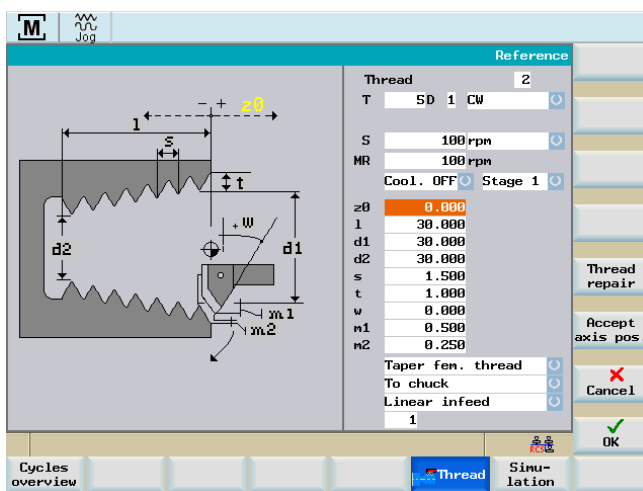 M
Jog
Reference
Thread 2
T 5D 1 CW
S 100 rpm
MR 100 rpm
Cool. OFF Stage 1
z0 0.000
l 30.000
d1 30.000
d2 30.000
s 1.500
t 1.000
w 0.000
m1 0.500
m2 0.250
Taper fem. thread
To chuck
Linear infeed
1
- + z0
l
s
t
w
d2
d1
m1
m2
Thread
repair
Accept
axis pos
Cancel
OK
RCS
Cycles
overview
Thread
Simu-
lation